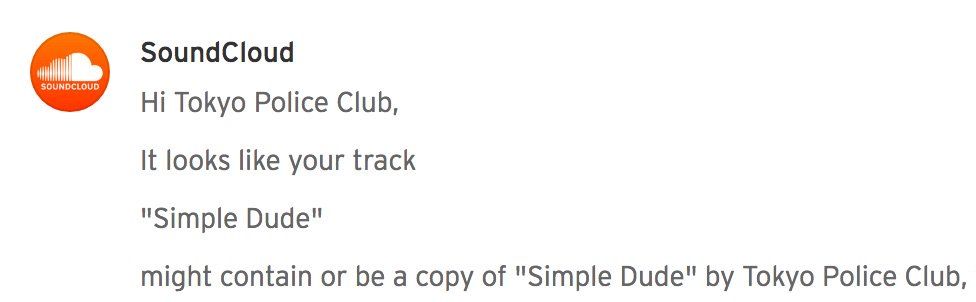 SOUNDCLOUD
SoundCloud
Hi Tokyo Police Club,
It looks like your track
"Simple Dude"
might contain or be a copy of "Simple Dude" by Tokyo Police Club,